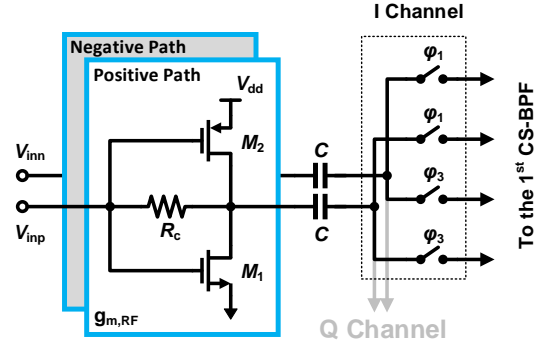 I Channel
Negative Path
Positive Path
Vdd
φ1
Vinn
M2
C
φ1
Vinp
Rc
C
φ3
M1
φ3
gm,RF
Q Channel
To the 1st CS-BPF